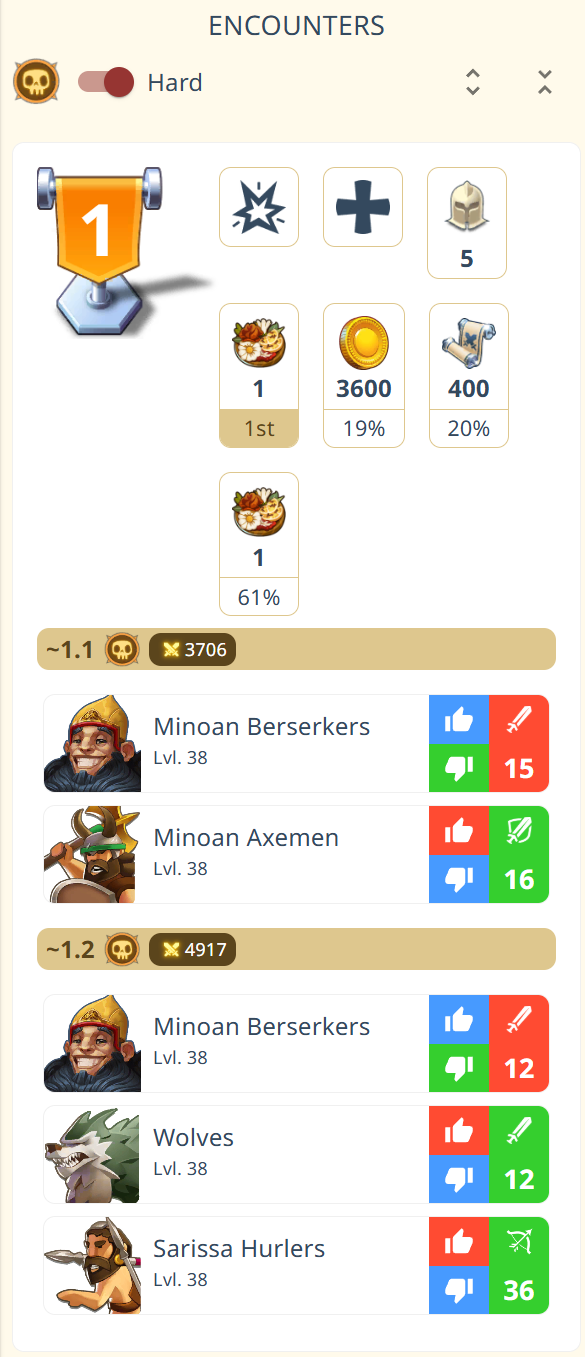 ENCOUNTERS
Hard
1
5
1
3600
400
1st
19%
20%
1
61%
~1.1 3706
Minoan Berserkers
Lvl. 38
15
Minoan Axemen
Lvl. 38
16
~1.2 4917
Minoan Berserkers
Lvl. 38
12
Wolves
Lvl. 38
12
Sarissa Hurlers
Lvl. 38
36